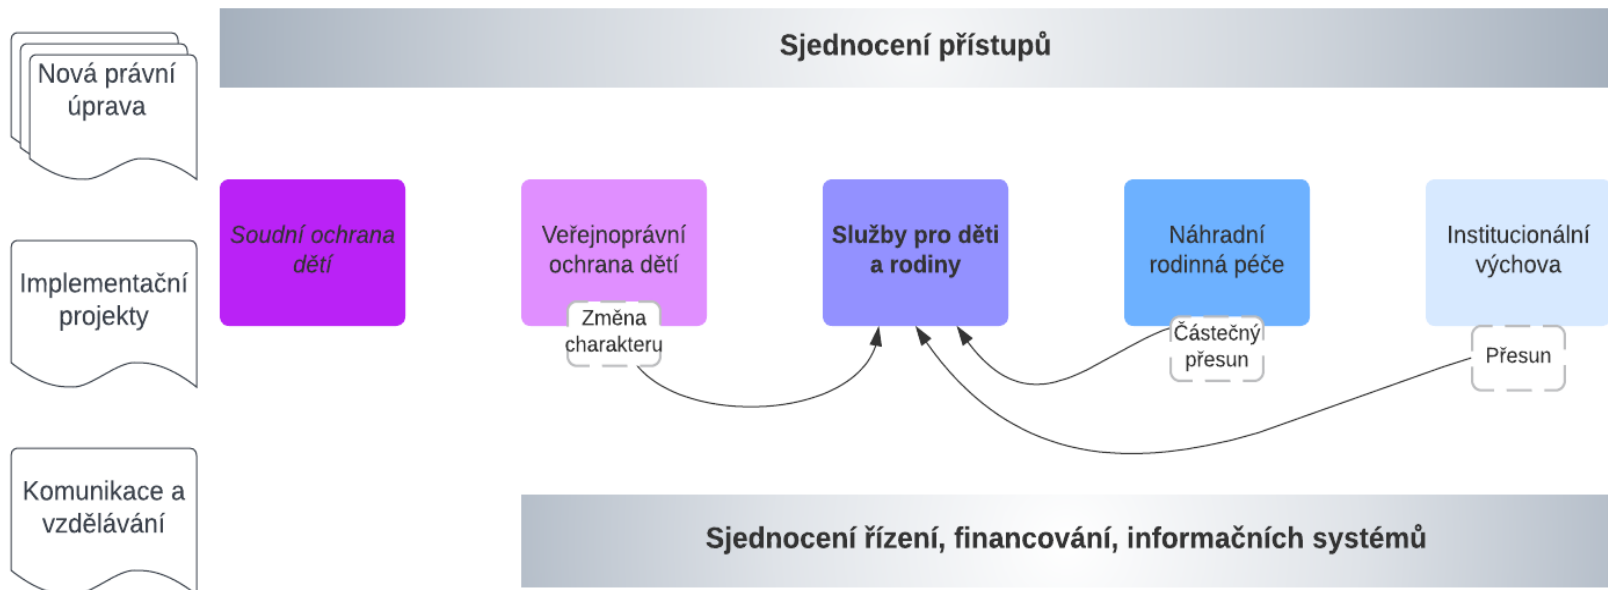 Nová právní
úprava
Sjednocení přístupů
Soudní ochrana
dětí
Veřejnoprávní
ochrana dětí
Služby pro děti
a rodiny
Náhradní
rodinná péče
Institucionální
výchova
Implementační
projekty
Změna
charakteru
Částečný
přesun
Přesun
Komunikace a
vzdělávání
Sjednocení řízení, financování, informačních systémů